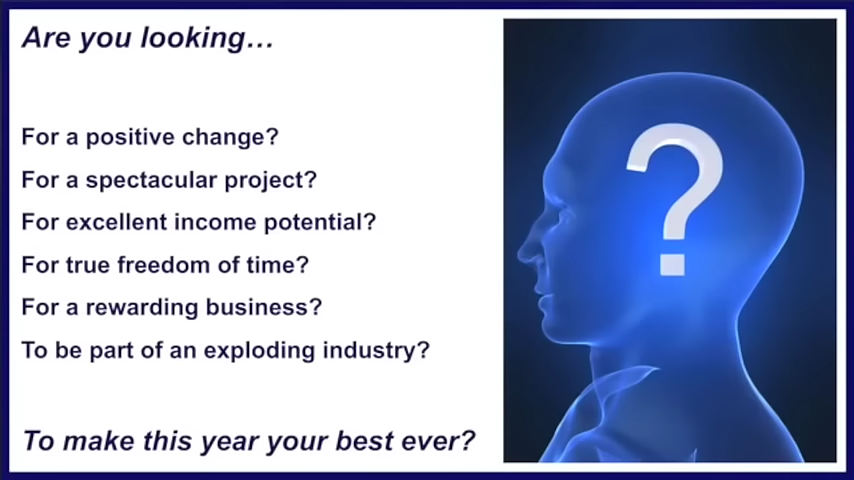 Are you looking…
For a positive change?
For a spectacular project?
For excellent income potential?
For true freedom of time?
For a rewarding business?
To be part of an exploding industry?
To make this year your best ever?
?